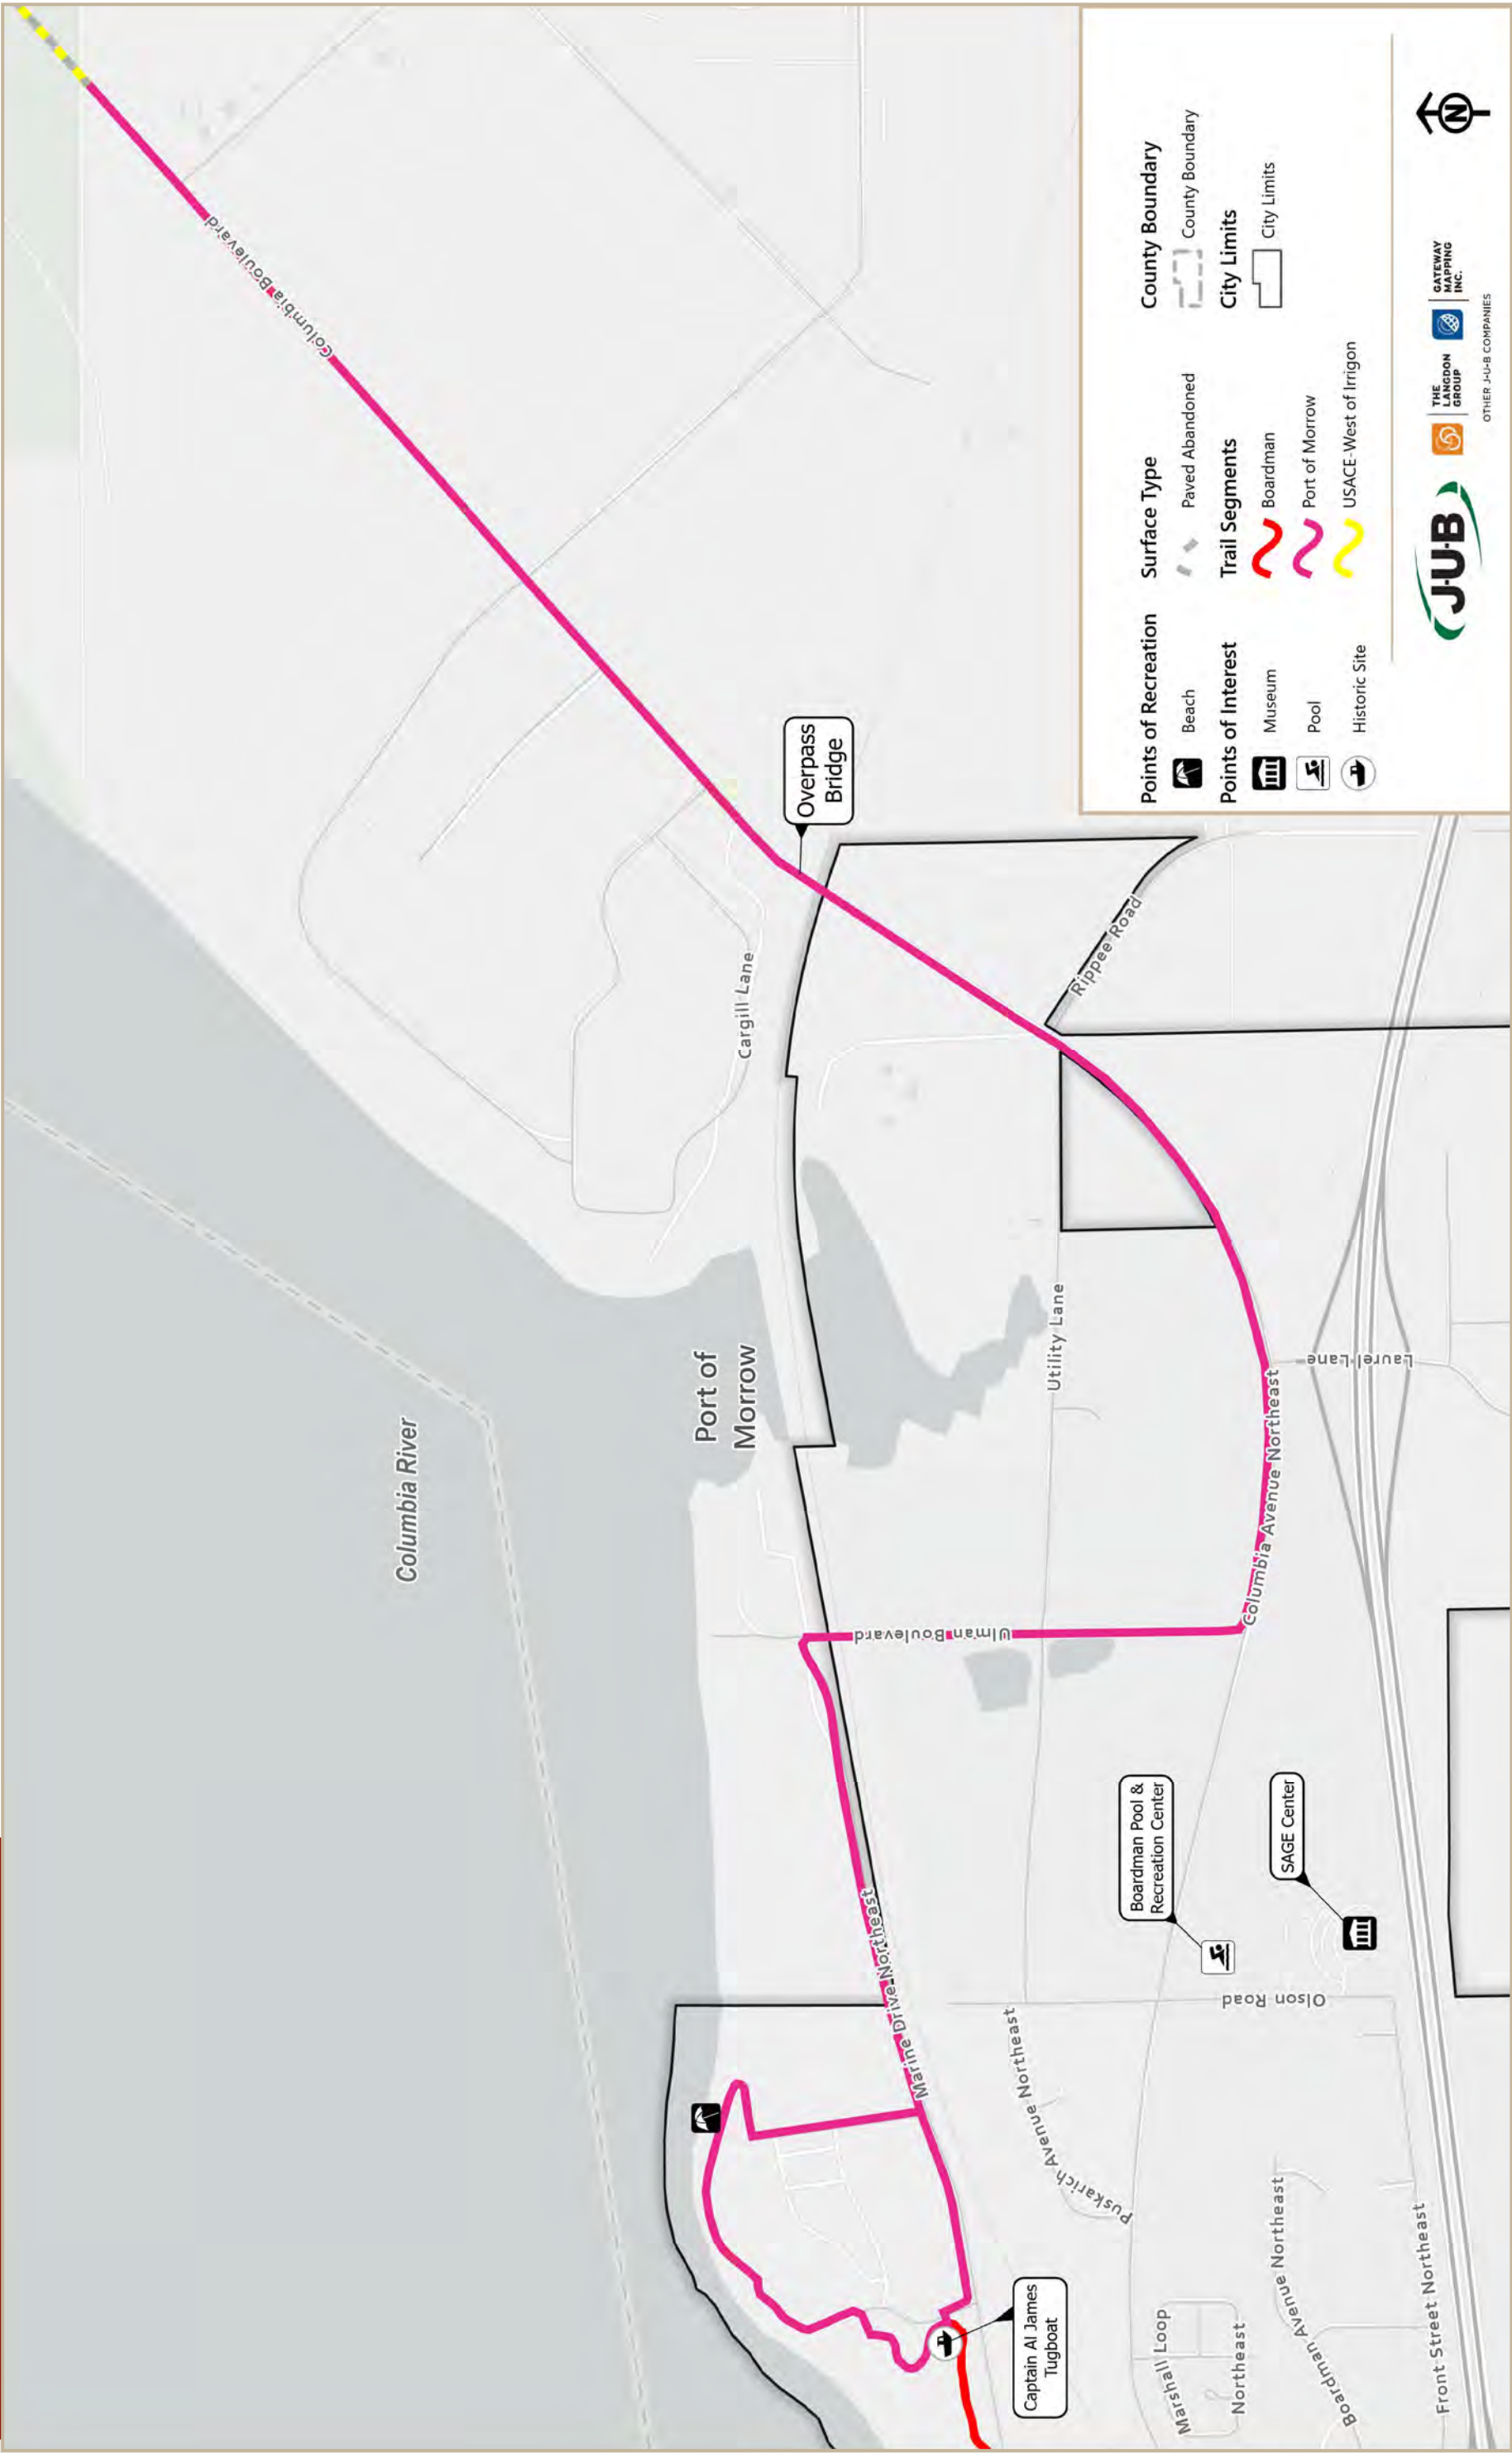 Columbia River
Port of
Morrow
Columbia Boulevard
Overpass
Bridge
Cargill Lane
Rippee Road
Utility Lane
Laurel Lane
Columbia Avenue Northeast
Ulman Boulevard
Marine Drive Northeast
Boardman Pool &
Recreation Center
SAGE Center
Olson Road
Puskarich Avenue Northeast
Captain Al James
Tugboat
Marshall Loop
Northeast
Boardman Avenue Northeast
Front Street Northeast
Points of Recreation
Beach
Points of Interest
Museum
Pool
Historic Site
Surface Type
Paved Abandoned
Trail Segments
Boardman
Port of Morrow
USACE-West of Irrigon
County Boundary
County Boundary
City Limits
City Limits
J-U-B
THE
LANGDON
GROUP
GATEWAY
MAPPING
INC.
OTHER J-U-B COMPANIES
N